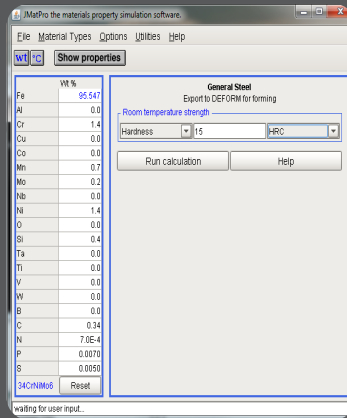 JMatPro the materials property simulation software.
File Material Types Options Utilities Help
wt °C Show properties
Wt %
Fe 95.547
Al 0.0
Cr 1.4
Cu 0.0
Co 0.0
Mn 0.7
Mo 0.2
Nb 0.0
Ni 1.4
O 0.0
Si 0.4
Ta 0.0
Ti 0.0
V 0.0
W 0.0
B 0.0
C 0.34
N 7.0E-4
P 0.0070
S 0.0050
34CrNiMo6 Reset
General Steel
Export to DEFORM for forming
Room temperature strength
Hardness 15 HRC
Run calculation Help
waiting for user input...